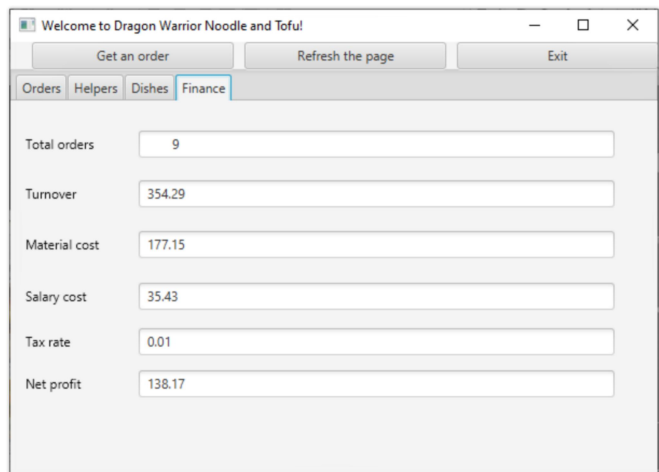 Welcome to Dragon Warrior Noodle and Tofu!
Get an order Refresh the page Exit
Orders Helpers Dishes Finance
Total orders 9
Turnover 354.29
Material cost 177.15
Salary cost 35.43
Tax rate 0.01
Net profit 138.17